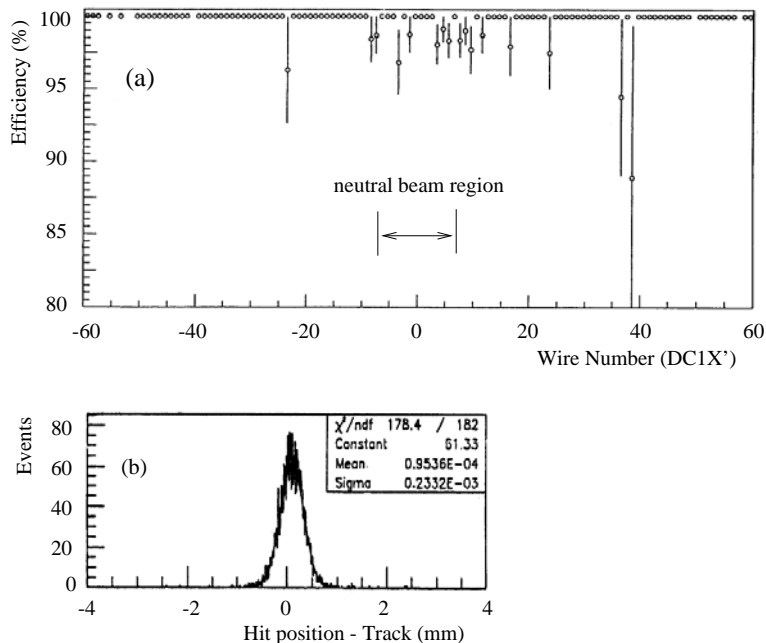 100
95
90
85
80
Efficiency (%)
(a)
neutral beam region
-60 -40 -20 0 20 40 60
Wire Number (DC1X’)
80
60
40
20
0
Events
(b)
χ²/ndf 178.4 / 182
Constant 61.33
Mean 0.9536E-04
Sigma 0.2332E-03
-4 -2 0 2 4
Hit position - Track (mm)